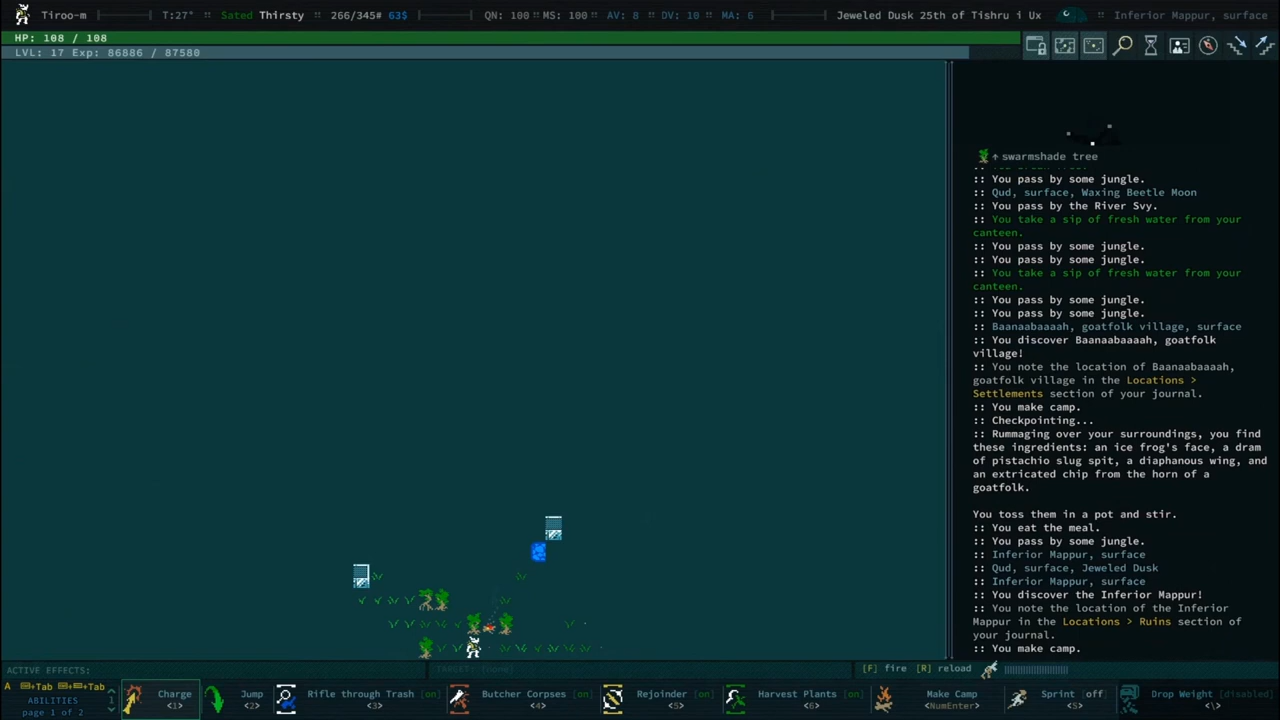 Tiroo-m T:27° Sated Thirsty 266/345# 63$ QN: 100 MS: 100 AV: 8 DV: 10 MA: 6 Jeweled Dusk 25th of Tishru i Ux Inferior Mappur, surface
HP: 108 / 108
LVL: 17 Exp: 86886 / 87580
swarmshade tree
:: You pass by some jungle.
:: Qud, surface, Waxing Beetle Moon
:: You pass by the River Svy.
:: You take a sip of fresh water from your
canteen.
:: You pass by some jungle.
:: You pass by some jungle.
:: You take a sip of fresh water from your
canteen.
:: You pass by some jungle.
:: You pass by some jungle.
:: Baanaabaaaah, goatfolk village, surface
:: You discover Baanaabaaaah, goatfolk
village!
:: You note the location of Baanaabaaaah,
goatfolk village in the Locations >
Settlements section of your journal.
:: You make camp.
:: Checkpointing...
:: Rummaging over your surroundings, you find
these ingredients: an ice frog's face, a dram
of pistachio slug spit, a diaphanous wing, and
an extricated chip from the horn of a
goatfolk.
You toss them in a pot and stir.
:: You eat the meal.
:: You pass by some jungle.
:: Inferior Mappur, surface
:: Qud, surface, Jeweled Dusk
:: Inferior Mappur, surface
:: You discover the Inferior Mappur!
:: You note the location of the Inferior
Mappur in the Locations > Ruins section of
your journal.
:: You make camp.
ACTIVE EFFECTS: TARGET: [none] [F] fire [R] reload
A Tab Tab
ABILITIES
page 1 of 2
1
Charge
<1>
Jump
<2>
Rifle through Trash [on]
<3>
Butcher Corpses [on]
<4>
Rejoinder [on]
<5>
Harvest Plants [on]
<6>
Make Camp
<NumEnter>
Sprint [off]
<S>
Drop Weight [disabled]
<\>